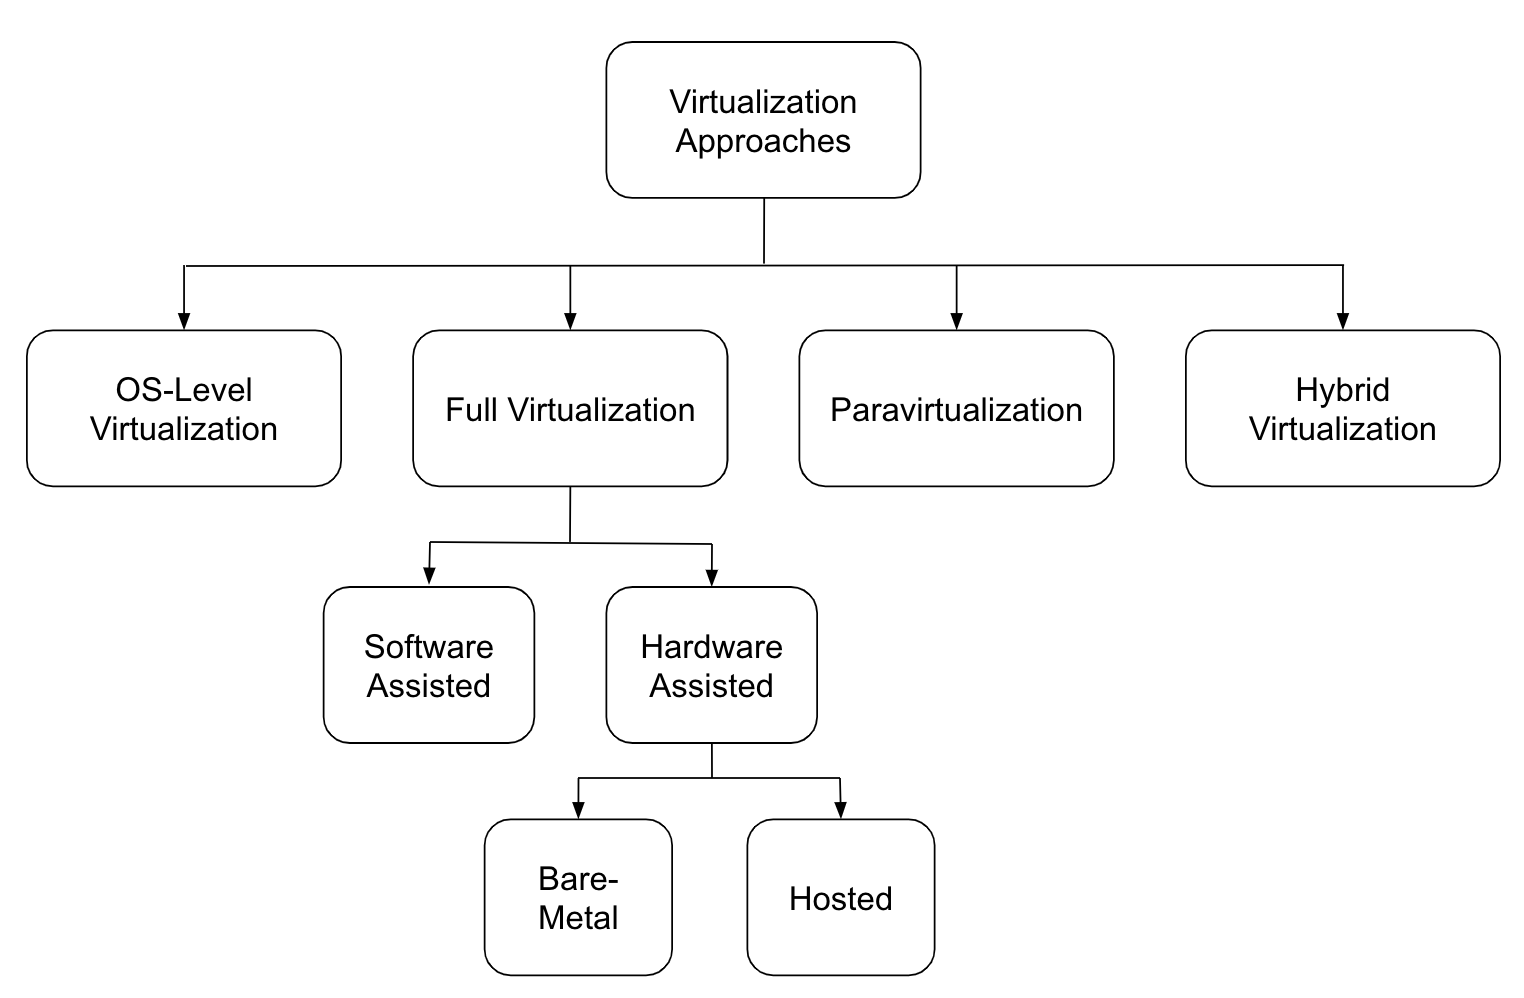 Virtualization
Approaches
OS-Level
Virtualization
Full Virtualization
Paravirtualization
Hybrid
Virtualization
Software
Assisted
Hardware
Assisted
Bare-
Metal
Hosted